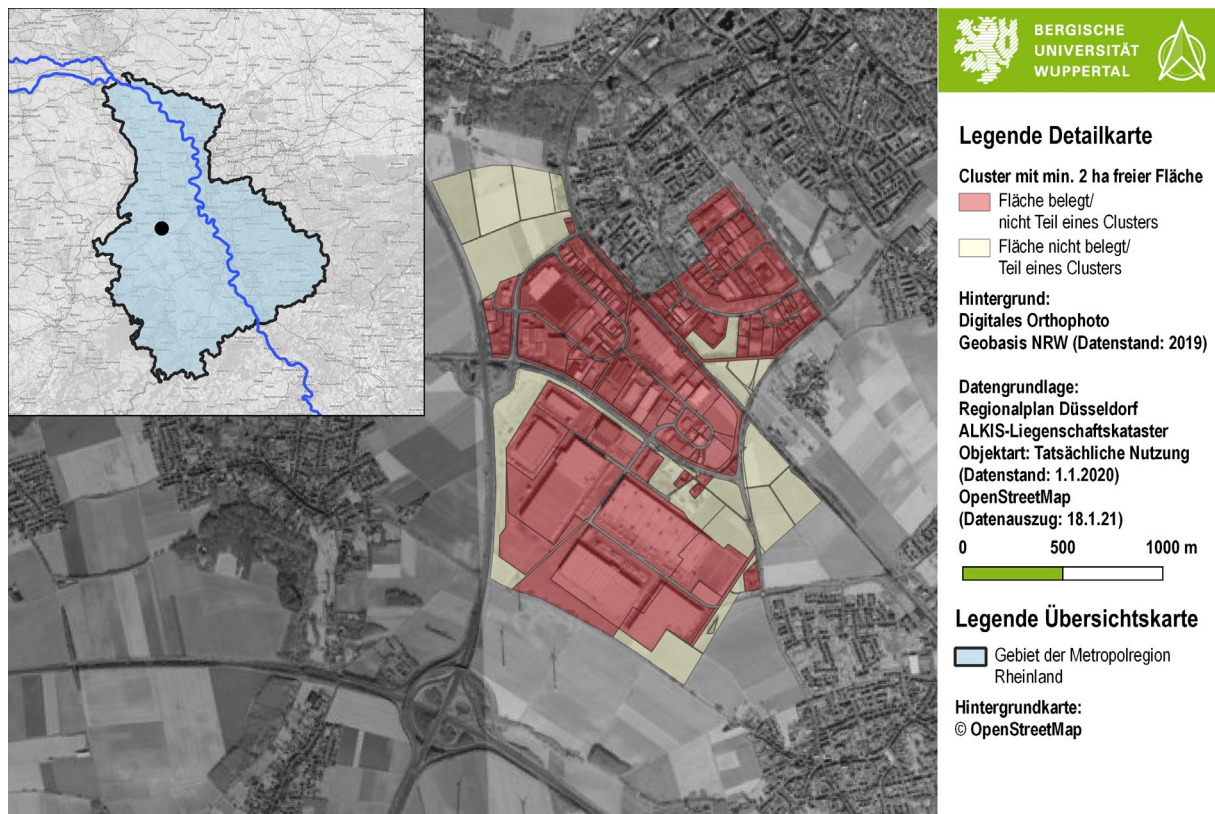 BERGISCHE
UNIVERSITÄT
WUPPERTAL
Legende Detailkarte
Cluster mit min. 2 ha freier Fläche
Fläche belegt/
nicht Teil eines Clusters
Fläche nicht belegt/
Teil eines Clusters
Hintergrund:
Digitales Orthophoto
Geobasis NRW (Datenstand: 2019)
Datengrundlage:
Regionalplan Düsseldorf
ALKIS-Liegenschaftskataster
Objektart: Tatsächliche Nutzung
(Datenstand: 1.1.2020)
OpenStreetMap
(Datenauszug: 18.1.21)
0 500 1000 m
Legende Übersichtskarte
Gebiet der Metropolregion
Rheinland
Hintergrundkarte:
© OpenStreetMap